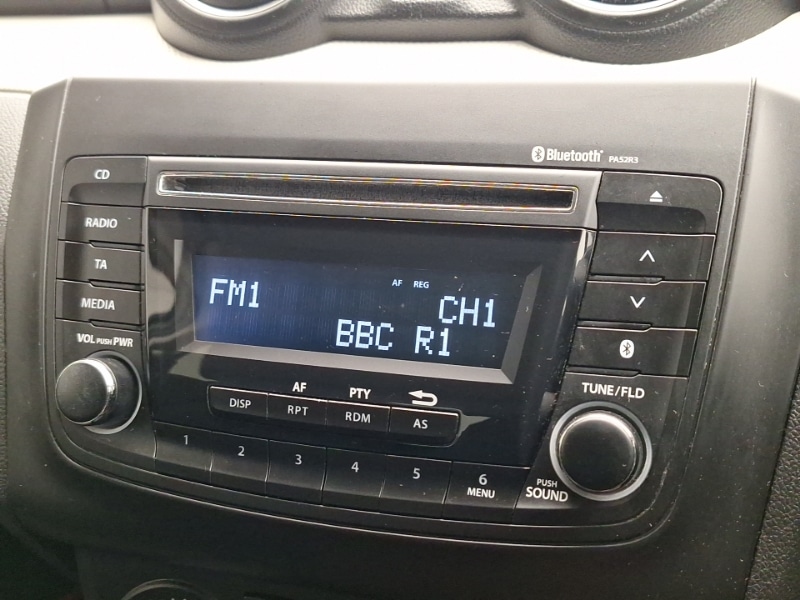 Bluetooth® PA52R3
CD
RADIO
TA
MEDIA
VOL PUSH PWR
AF REG
FM1 CH1
BBC R1
AF PTY
DISP RPT RDM AS
1 2 3 4 5 6
MENU
TUNE/FLD
PUSH
SOUND